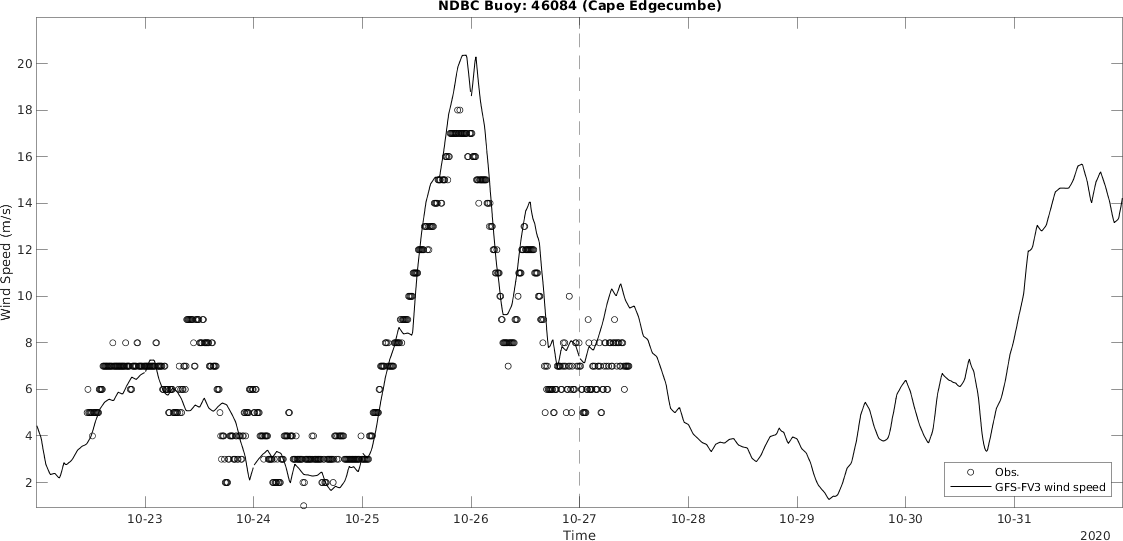 NDBC Buoy: 46084 (Cape Edgecumbe)
20
18
16
14
12
10
8
6
4
2
Wind Speed (m/s)
Obs.
GFS-FV3 wind speed
10-23 10-24 10-25 10-26 10-27 10-28 10-29 10-30 10-31
Time
2020